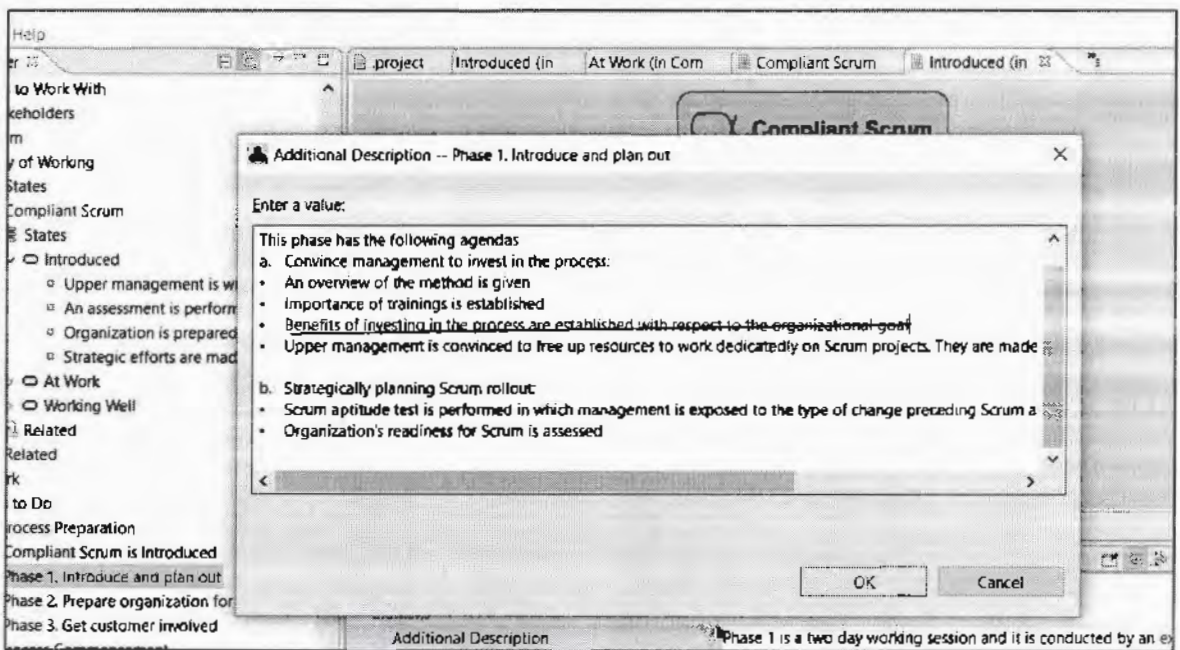 Help
er
.project
Introduced (in
At Work (in Com
Compliant Scrum
Introduced (in
to Work With
keholders
m
y of Working
States
Compliant Scrum
States
Introduced
Upper management is wi
An assessment is perform
Organization is prepared
Strategic efforts are mad
At Work
Working Well
Related
Related
rk
to Do
rocess Preparation
Compliant Scrum is Introduced
Phase 1. Introduce and plan out
Phase 2. Prepare organization for
Phase 3. Get customer involved
Compliant Scrum
Additional Description -- Phase 1. Introduce and plan out
Enter a value:
This phase has the following agendas
a. Convince management to invest in the process:
• An overview of the method is given
• Importance of trainings is established
• Benefits of investing in the process are established with respect to the organizational goal
• Upper management is convinced to free up resources to work dedicatedly on Scrum projects. They are made
b. Strategically planning Scrum rollout:
• Scrum aptitude test is performed in which management is exposed to the type of change preceding Scrum a
• Organization's readiness for Scrum is assessed
OK
Cancel
Additional Description
Phase 1 is a two day working session and it is conducted by an ex